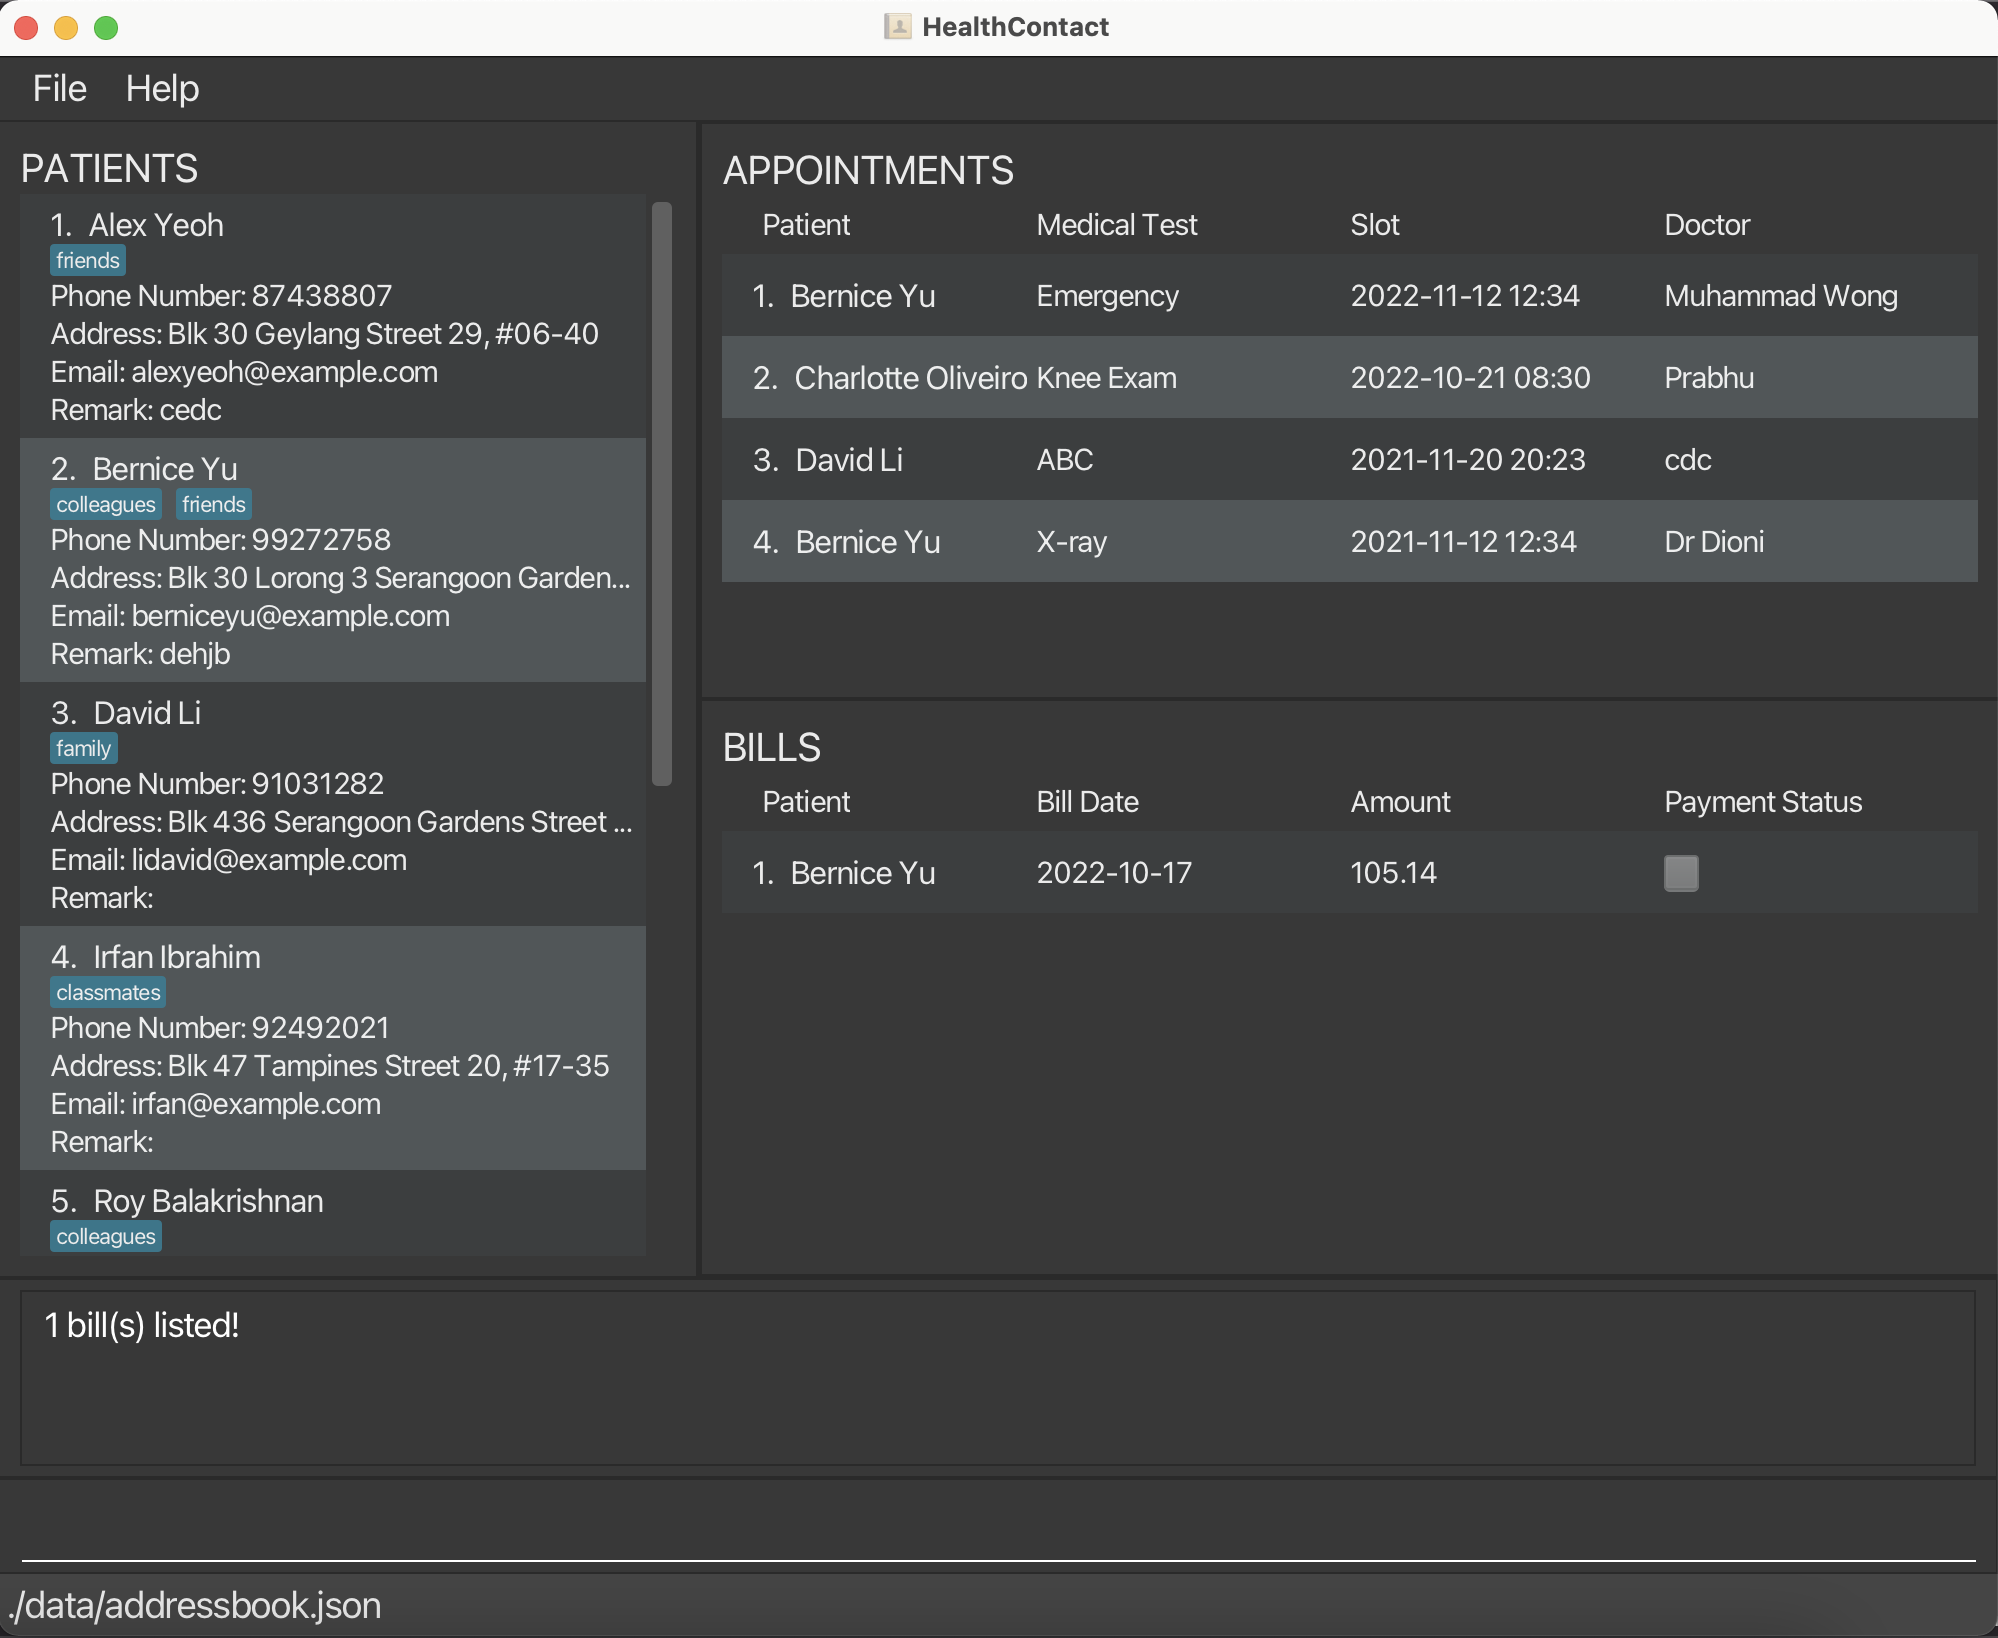 HealthContact
File Help
PATIENTS
1. Alex Yeoh
friends
Phone Number: 87438807
Address: Blk 30 Geylang Street 29, #06-40
Email: alexyeoh@example.com
Remark: cedc
2. Bernice Yu
colleagues friends
Phone Number: 99272758
Address: Blk 30 Lorong 3 Serangoon Garden...
Email: berniceyu@example.com
Remark: dehjb
3. David Li
family
Phone Number: 91031282
Address: Blk 436 Serangoon Gardens Street ...
Email: lidavid@example.com
Remark:
4. Irfan Ibrahim
classmates
Phone Number: 92492021
Address: Blk 47 Tampines Street 20, #17-35
Email: irfan@example.com
Remark:
5. Roy Balakrishnan
colleagues
APPOINTMENTS
Patient Medical Test Slot Doctor
1. Bernice Yu Emergency 2022-11-12 12:34 Muhammad Wong
2. Charlotte Oliveiro Knee Exam 2022-10-21 08:30 Prabhu
3. David Li ABC 2021-11-20 20:23 cdc
4. Bernice Yu X-ray 2021-11-12 12:34 Dr Dioni
BILLS
Patient Bill Date Amount Payment Status
1. Bernice Yu 2022-10-17 105.14
1 bill(s) listed!
./data/addressbook.json